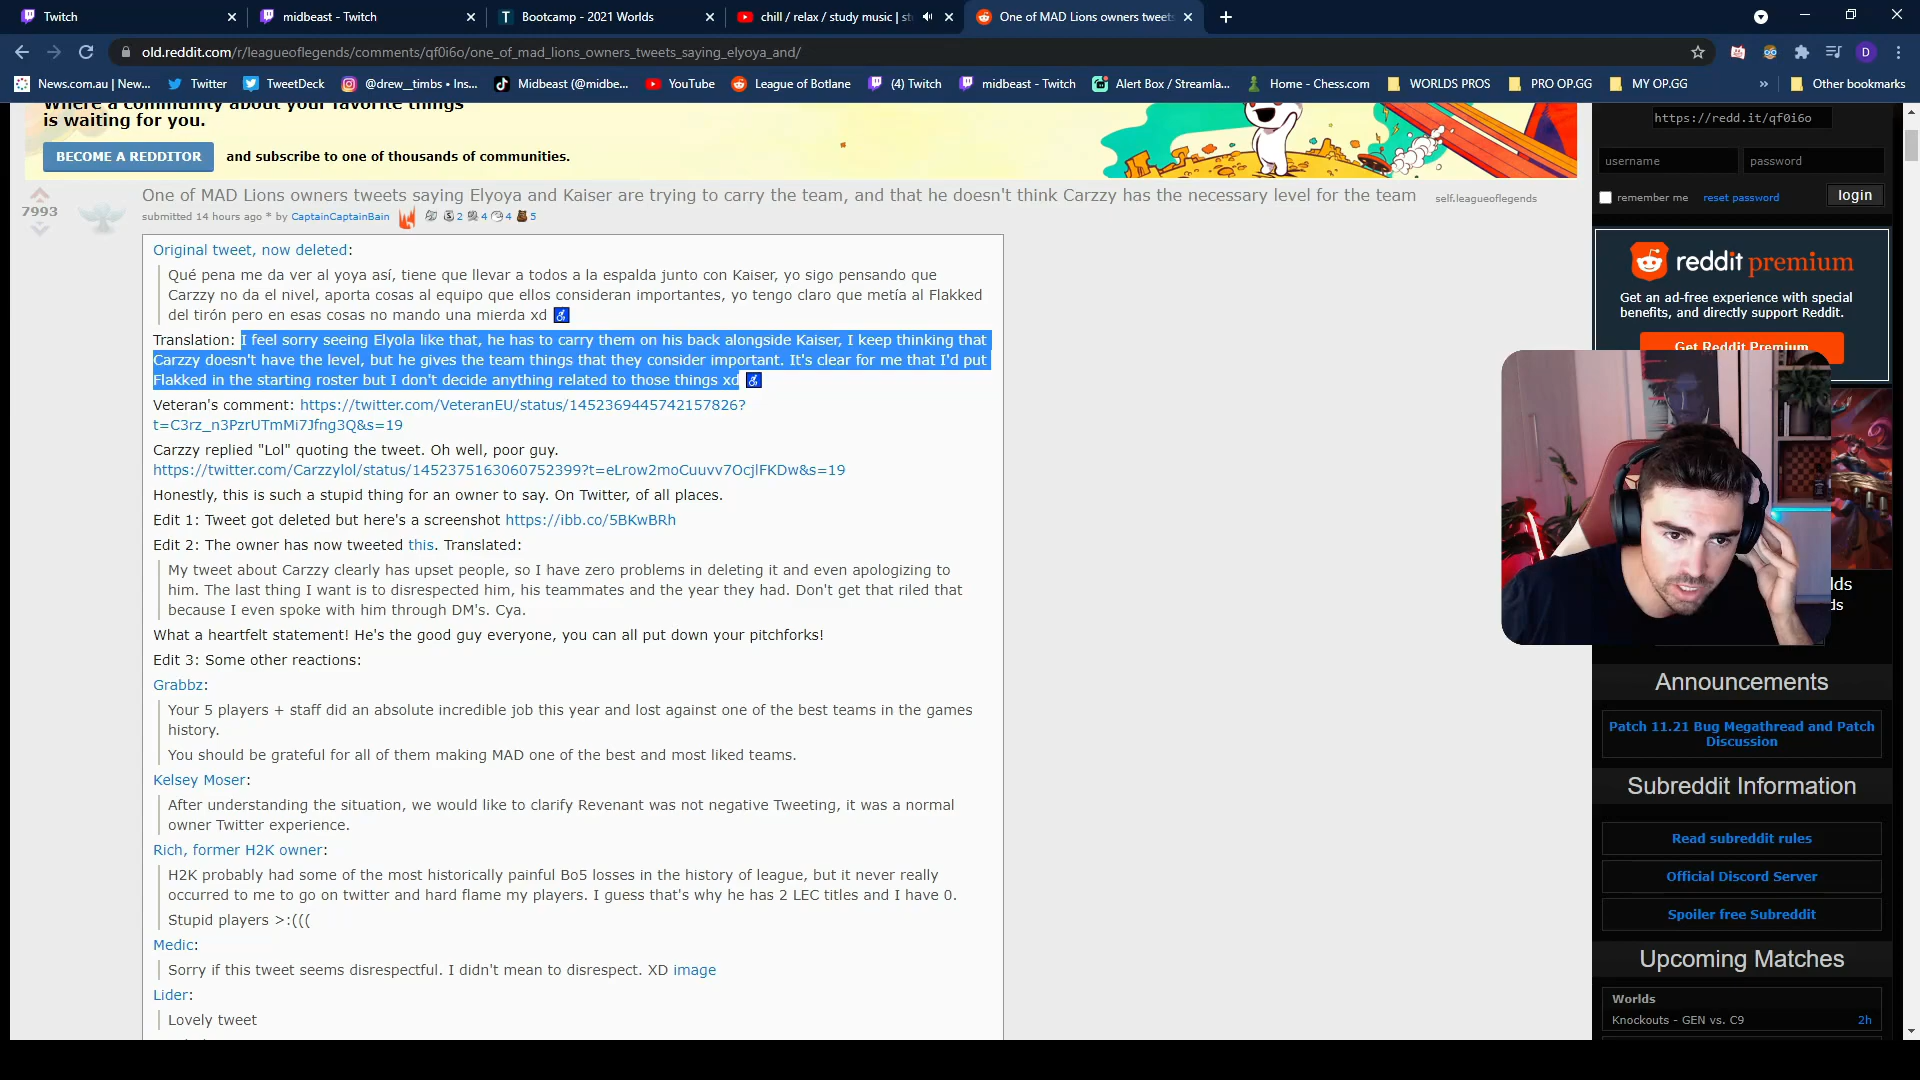 Twitch
midbeast - Twitch
Bootcamp - 2021 Worlds
chill / relax / study music | st
One of MAD Lions owners tweets
old.reddit.com/r/leagueoflegends/comments/qf0i6o/one_of_mad_lions_owners_tweets_saying_elyoya_and/
D
News.com.au | New...
Twitter
TweetDeck
@drew_timbs • Ins...
Midbeast (@midbe...
YouTube
League of Botlane
(4) Twitch
midbeast - Twitch
Alert Box / Streamla...
Home - Chess.com
WORLDS PROS
PRO OP.GG
MY OP.GG
»
Other bookmarks
Where a community about your favorite things
is waiting for you.
BECOME A REDDITOR
and subscribe to one of thousands of communities.
7993
One of MAD Lions owners tweets saying Elyoya and Kaiser are trying to carry the team, and that he doesn't think Carzzy has the necessary level for the team
self.leagueoflegends
submitted 14 hours ago * by CaptainCaptainBain 2 4 4 5
Original tweet, now deleted:
Qué pena me da ver al yoya así, tiene que llevar a todos a la espalda junto con Kaiser, yo sigo pensando que
Carzzy no da el nivel, aporta cosas al equipo que ellos consideran importantes, yo tengo claro que metía al Flakked
del tirón pero en esas cosas no mando una mierda xd ♿
Translation: I feel sorry seeing Elyola like that, he has to carry them on his back alongside Kaiser, I keep thinking that
Carzzy doesn't have the level, but he gives the team things that they consider important. It's clear for me that I'd put
Flakked in the starting roster but I don't decide anything related to those things xd ♿
Veteran's comment: https://twitter.com/VeteranEU/status/1452369445742157826?
t=C3rz_n3PzrUTmMi7Jfng3Q&s=19
Carzzy replied "Lol" quoting the tweet. Oh well, poor guy.
https://twitter.com/Carzzylol/status/1452375163060752399?t=eLrow2moCuuvv7OcjlFKDw&s=19
Honestly, this is such a stupid thing for an owner to say. On Twitter, of all places.
Edit 1: Tweet got deleted but here's a screenshot https://ibb.co/5BKwBRh
Edit 2: The owner has now tweeted this. Translated:
My tweet about Carzzy clearly has upset people, so I have zero problems in deleting it and even apologizing to
him. The last thing I want is to disrespected him, his teammates and the year they had. Don't get that riled that
because I even spoke with him through DM's. Cya.
What a heartfelt statement! He's the good guy everyone, you can all put down your pitchforks!
Edit 3: Some other reactions:
Grabbz:
Your 5 players + staff did an absolute incredible job this year and lost against one of the best teams in the games
history.
You should be grateful for all of them making MAD one of the best and most liked teams.
Kelsey Moser:
After understanding the situation, we would like to clarify Revenant was not negative Tweeting, it was a normal
owner Twitter experience.
Rich, former H2K owner:
H2K probably had some of the most historically painful Bo5 losses in the history of league, but it never really
occurred to me to go on twitter and hard flame my players. I guess that's why he has 2 LEC titles and I have 0.
Stupid players >:(((
Medic:
Sorry if this tweet seems disrespectful. I didn't mean to disrespect. XD image
Lider:
Lovely tweet
https://redd.it/qf0i6o
username
password
remember me
reset password
login
reddit premium
Get an ad-free experience with special
benefits, and directly support Reddit.
Get Reddit Premium
lds
ds
Announcements
Patch 11.21 Bug Megathread and Patch
Discussion
Subreddit Information
Read subreddit rules
Official Discord Server
Spoiler free Subreddit
Upcoming Matches
Worlds
Knockouts - GEN vs. C9 2h